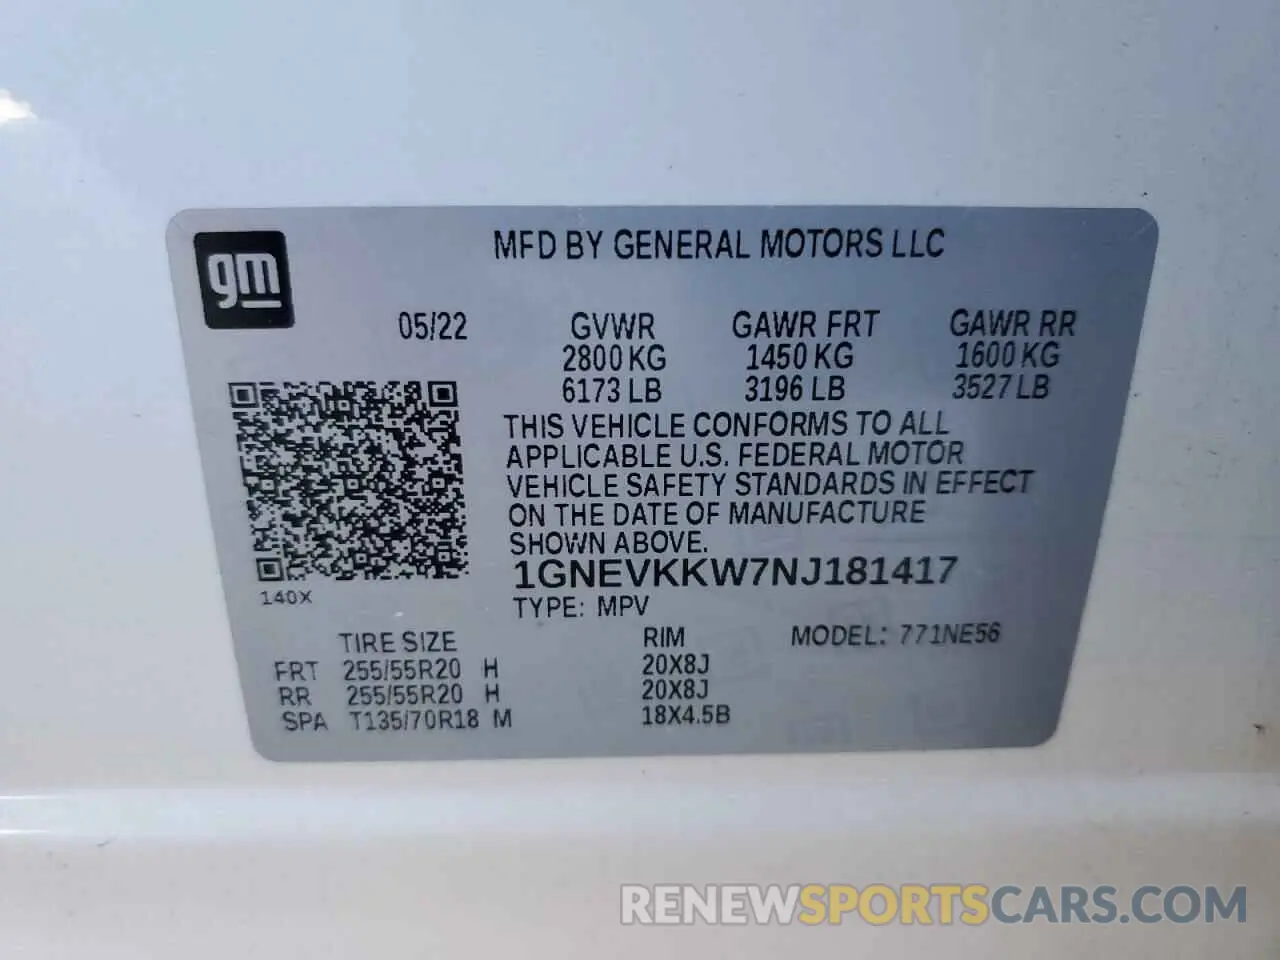 gm
MFD BY GENERAL MOTORS LLC
05/22 GVWR GAWR FRT GAWR RR
2800 KG 1450 KG 1600 KG
6173 LB 3196 LB 3527 LB
THIS VEHICLE CONFORMS TO ALL
APPLICABLE U.S. FEDERAL MOTOR
VEHICLE SAFETY STANDARDS IN EFFECT
ON THE DATE OF MANUFACTURE
SHOWN ABOVE.
1GNEVKKW7NJ181417
140X
TYPE: MPV
TIRE SIZE RIM MODEL: 771NE56
FRT 255/55R20 H 20X8J
RR 255/55R20 H 20X8J
SPA T135/70R18 M 18X4.5B
RENEWSPORTSCARS.COM